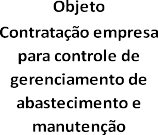 Objeto
Contratação empresa
para controle de
gerenciamento de
abastecimento e
manutenção